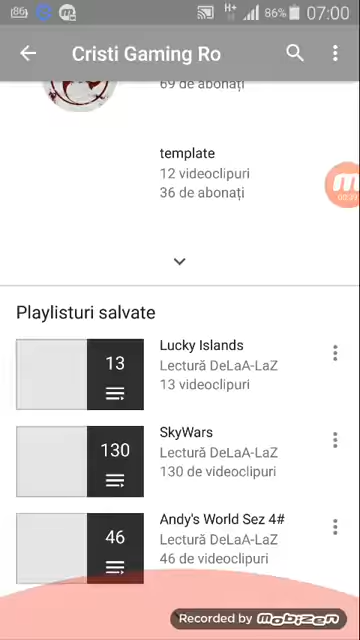 86
H+
86%
07:00
Cristi Gaming Ro
69 de abonați
template
12 videoclipuri
36 de abonați
Playlisturi salvate
13
Lucky Islands
Lectură DeLaA-LaZ
13 videoclipuri
130
SkyWars
Lectură DeLaA-LaZ
130 de videoclipuri
46
Andy's World Sez 4#
Lectură DeLaA-LaZ
46 de videoclipuri
Recorded by mobizen